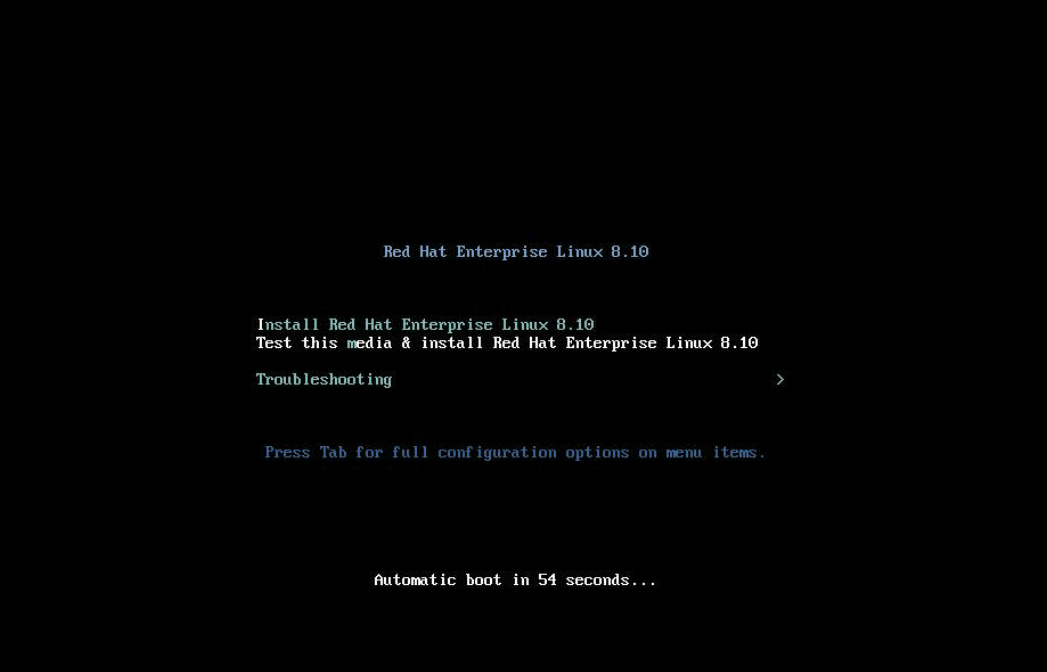 Red Hat Enterprise Linux 8.10
Install Red Hat Enterprise Linux 8.10
Test this media & install Red Hat Enterprise Linux 8.10
Troubleshooting >
Press Tab for full configuration options on menu items.
Automatic boot in 54 seconds...